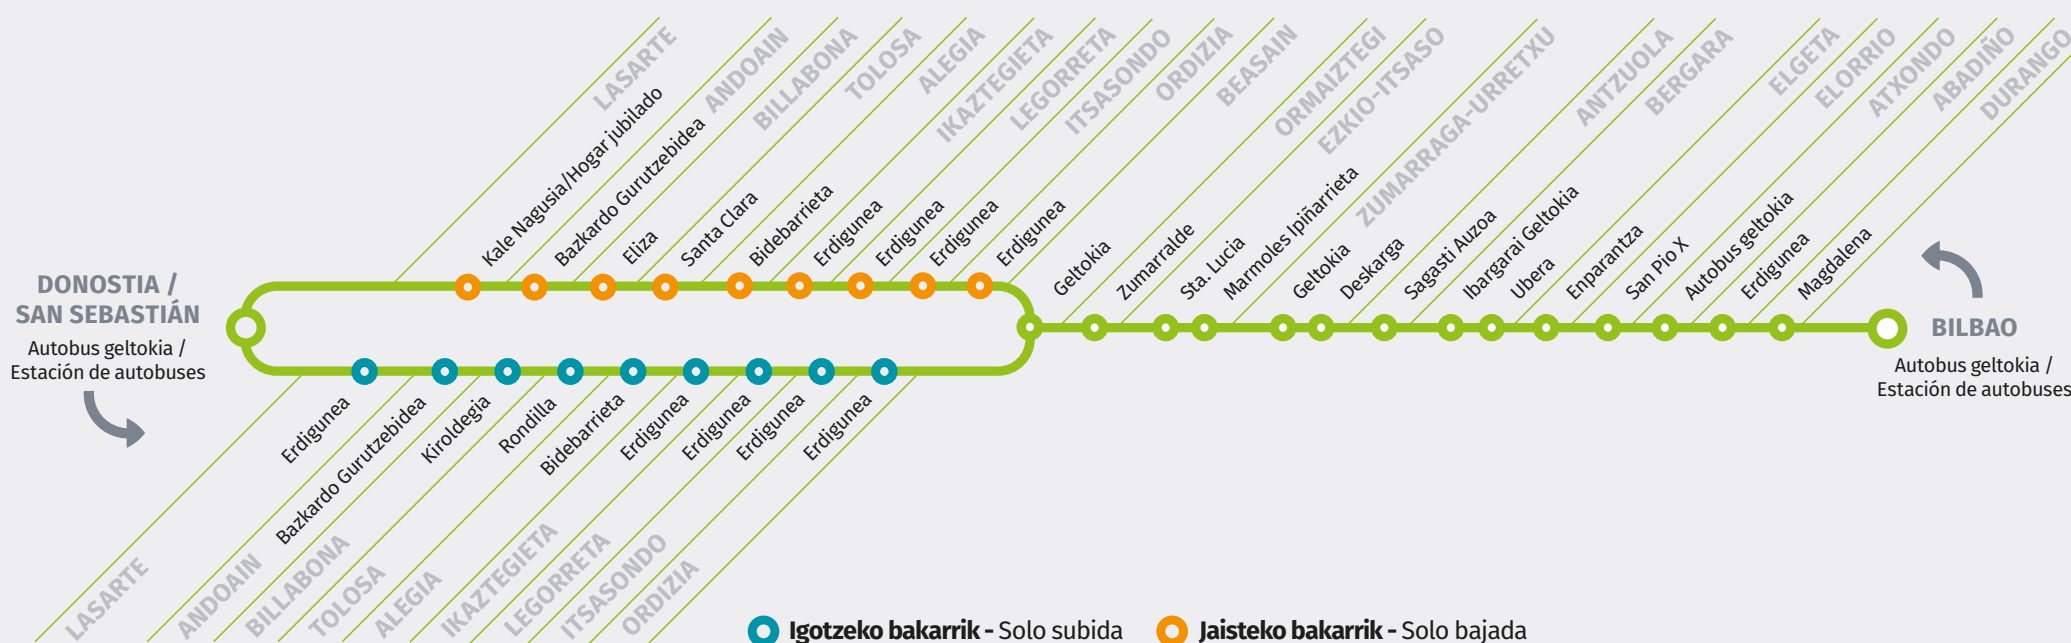 LASARTE
ANDOAIN
BILLABONA
TOLOSA
ALEGIA
IKAZTEGIETA
LEGORRETA
ITSASONDO
ORDIZIA
BEASAIN
ORMAIZTEGI
EZKIO-ITSASO
ZUMARRAGA-URRETXU
ANTZUOLA
BERGARA
ELGETA
ELORRIO
ATXONDO
ABADIÑO
DURANGO
Kale Nagusia/Hogar jubilado
Bazkardo Gurutzebidea
Eliza
Santa Clara
Bidebarrieta
Erdigunea
Erdigunea
Erdigunea
Erdigunea
Geltokia
Zumarralde
Sta. Lucia
Marmoles Ipiñarrieta
Geltokia
Deskarga
Sagasti Auzoa
Ibargarai Geltokia
Ubera
Enparantza
San Pio X
Autobus geltokia
Erdigunea
Magdalena
DONOSTIA /
SAN SEBASTIÁN
Autobus geltokia /
Estación de autobuses
BILBAO
Autobus geltokia /
Estación de autobuses
Erdigunea
Bazkardo Gurutzebidea
Kiroldegia
Rondilla
Bidebarrieta
Erdigunea
Erdigunea
Erdigunea
Erdigunea
LASARTE
ANDOAIN
BILLABONA
TOLOSA
ALEGIA
IKAZTEGIETA
LEGORRETA
ITSASONDO
ORDIZIA
Igotzeko bakarrik - Solo subida
Jaisteko bakarrik - Solo bajada